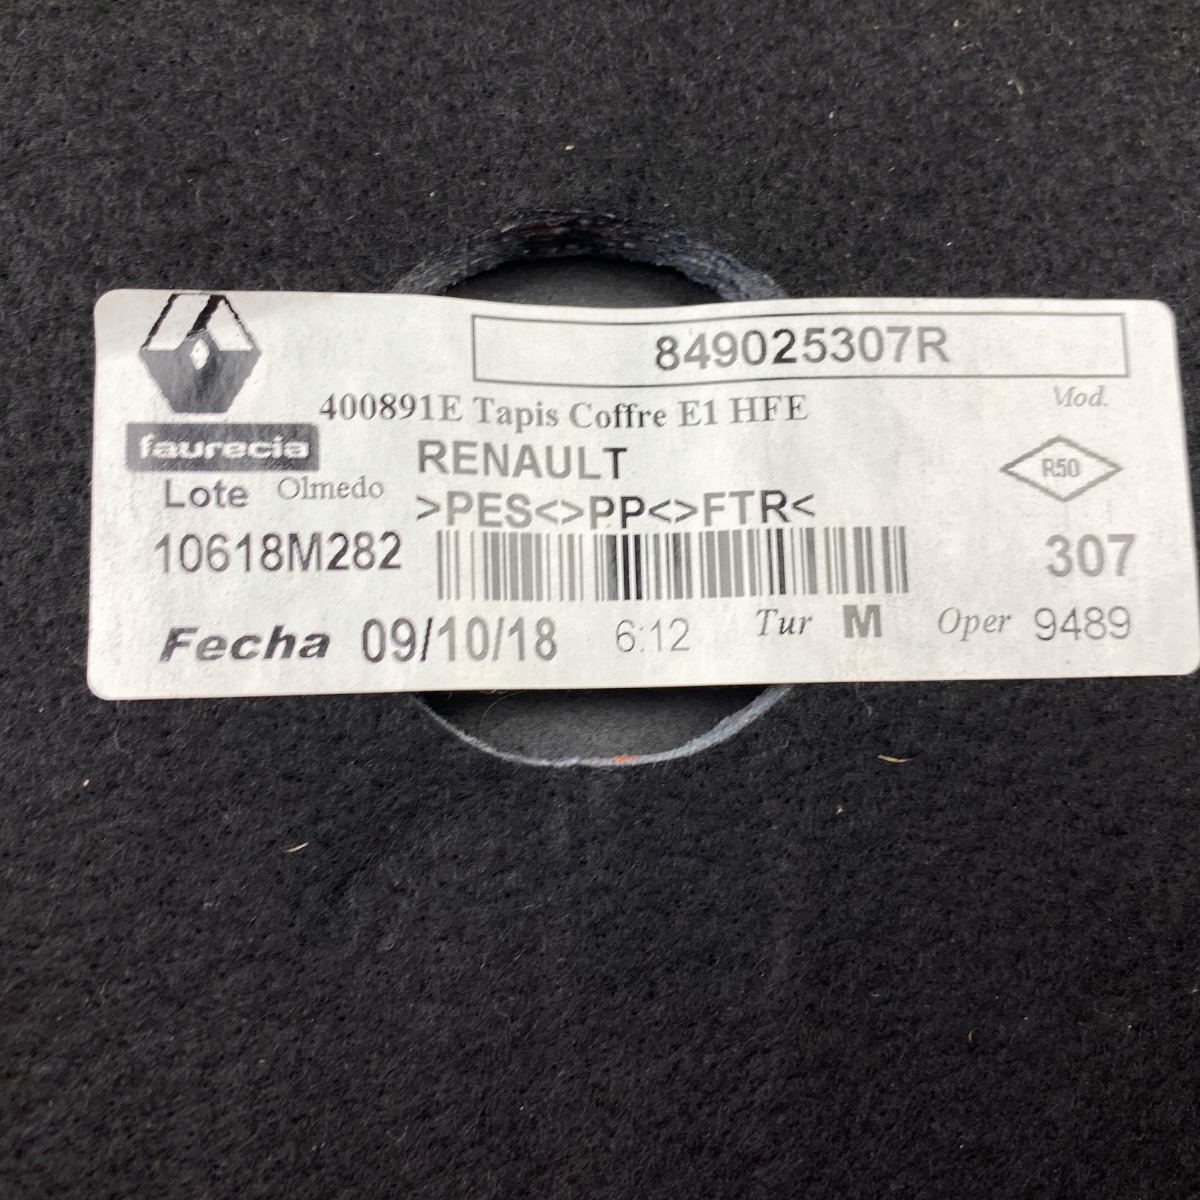 849025307R
400891E Tapis Coffre E1 HFE
Mod.
faurecia
RENAULT
R50
Lote Olmedo
>PES<>PP<>FTR<
10618M282
307
Fecha 09/10/18 6:12 Tur M Oper 9489